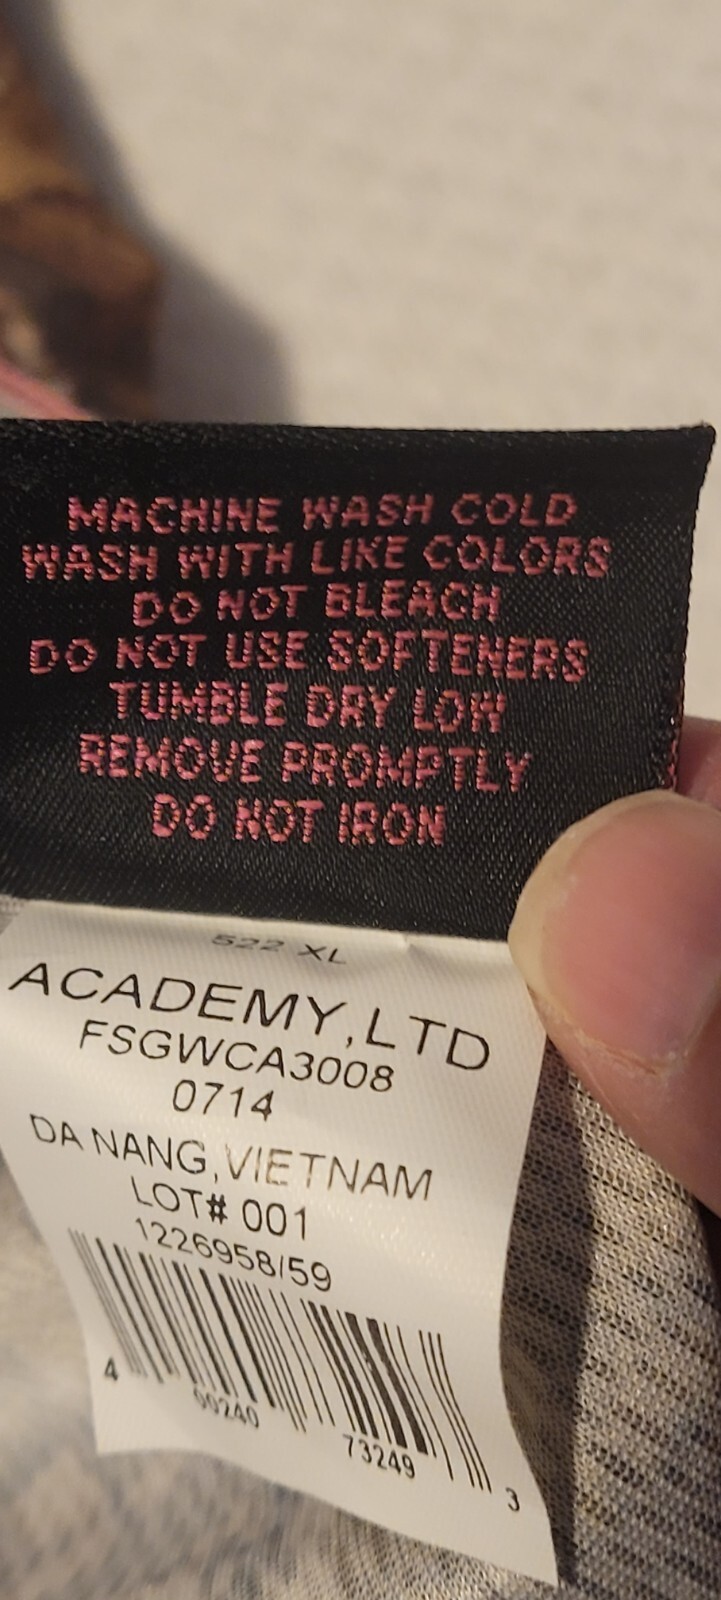 MACHINE WASH COLD
WASH WITH LIKE COLORS
DO NOT BLEACH
DO NOT USE SOFTENERS
TUMBLE DRY LOW
REMOVE PROMPTLY
DO NOT IRON
522 XL
ACADEMY,LTD
FSGWCA3008
0714
DA NANG,VIETNAM
LOT# 001
1226958/59
4 00240 73249 3